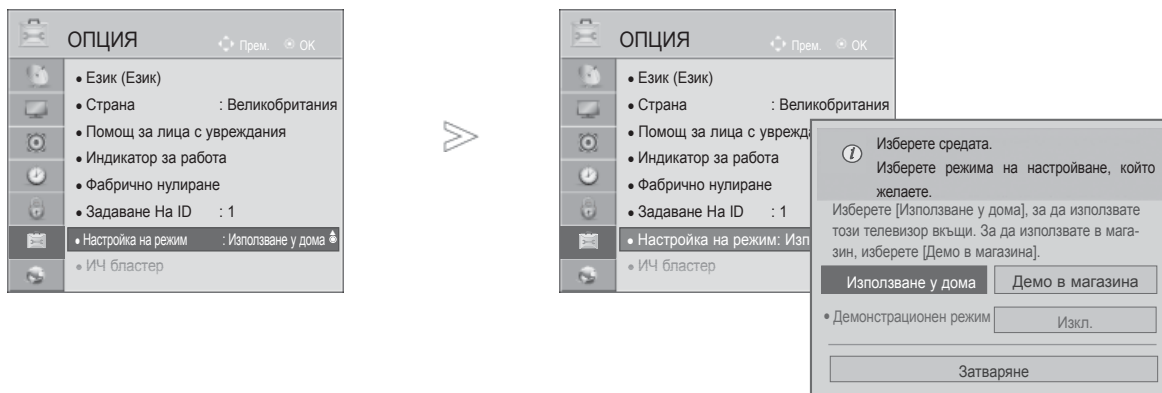 ОПЦИЯ
Прем. OK
• Език (Език)
• Страна : Великобритания
• Помощ за лица с увреждания
• Индикатор за работа
• Фабрично нулиране
• Задаване На ID : 1
• Настройка на режим : Използване у дома
• ИЧ бластер
ОПЦИЯ
Прем. OK
• Език (Език)
• Страна : Великобритания
• Помощ за лица с уврежда
• Индикатор за работа
• Фабрично нулиране
• Задаване На ID : 1
• Настройка на режим: Изп
• ИЧ бластер
Изберете средата.
Изберете режима на настройване, който
желаете.
Изберете [Използване у дома], за да използвате
този телевизор вкъщи. За да използвате в мага-
зин, изберете [Демо в магазина].
Използване у дома Демо в магазина
• Демонстрационен режим Изкл.
Затваряне